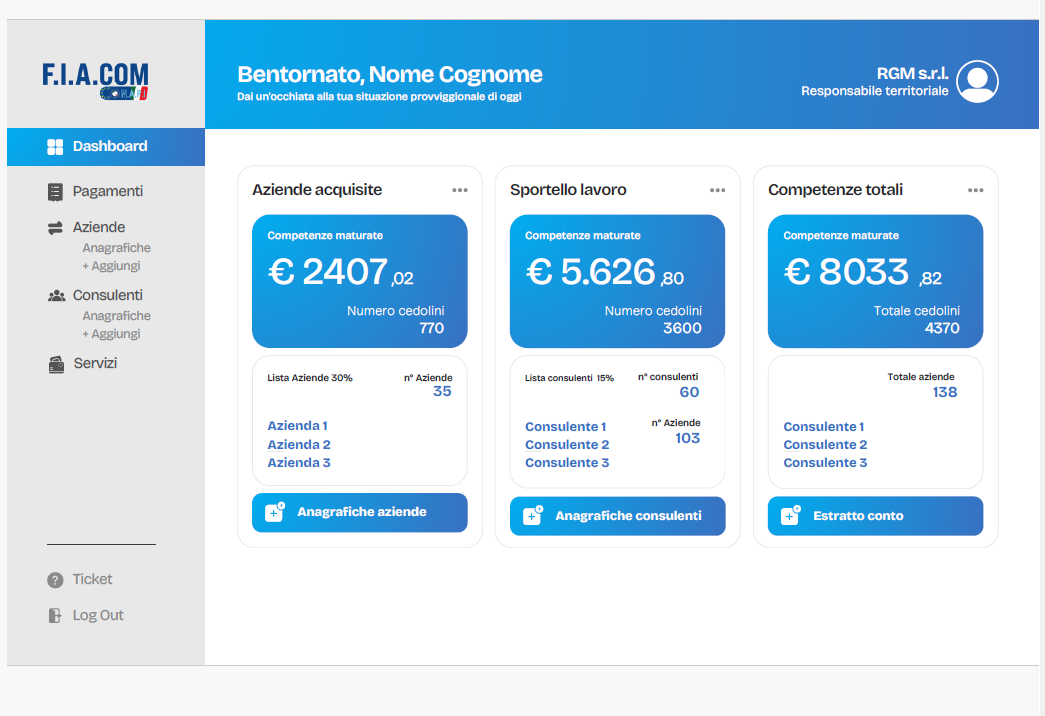 F.I.A.COM
Bentornato, Nome Cognome
Dai un'occhiata alla tua situazione provviggionale di oggi
RGM s.r.l.
Responsabile territoriale
Dashboard
Pagamenti
Aziende
Anagrafiche
+ Aggiungi
Consulenti
Anagrafiche
+ Aggiungi
Servizi
Ticket
Log Out
Aziende acquisite
Competenze maturate
€ 2407,02
Numero cedolini
770
Lista Aziende 30%
n° Aziende
35
Azienda 1
Azienda 2
Azienda 3
Anagrafiche aziende
Sportello lavoro
Competenze maturate
€ 5.626,80
Numero cedolini
3600
Lista consulenti 15%
n° consulenti
60
Consulente 1
Consulente 2
Consulente 3
n° Aziende
103
Anagrafiche consulenti
Competenze totali
Competenze maturate
€ 8033 ,82
Totale cedolini
4370
Totale aziende
138
Consulente 1
Consulente 2
Consulente 3
Estratto conto